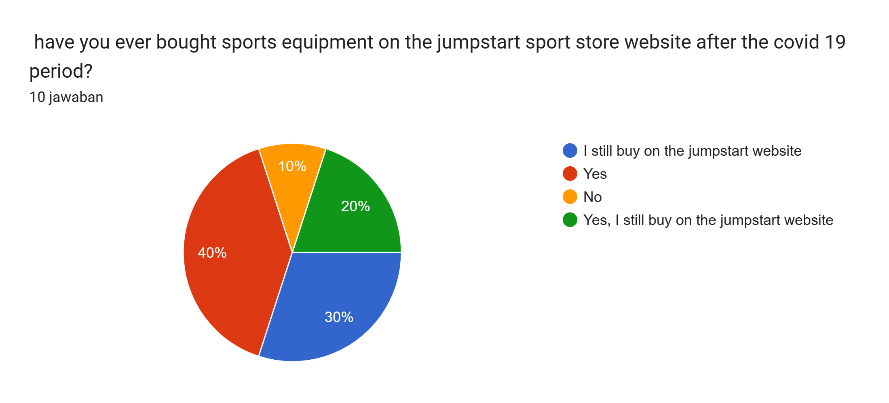 have you ever bought sports equipment on the jumpstart sport store website after the covid 19
period?
10 jawaban
I still buy on the jumpstart website
Yes
No
Yes, I still buy on the jumpstart website
10%
20%
40%
30%